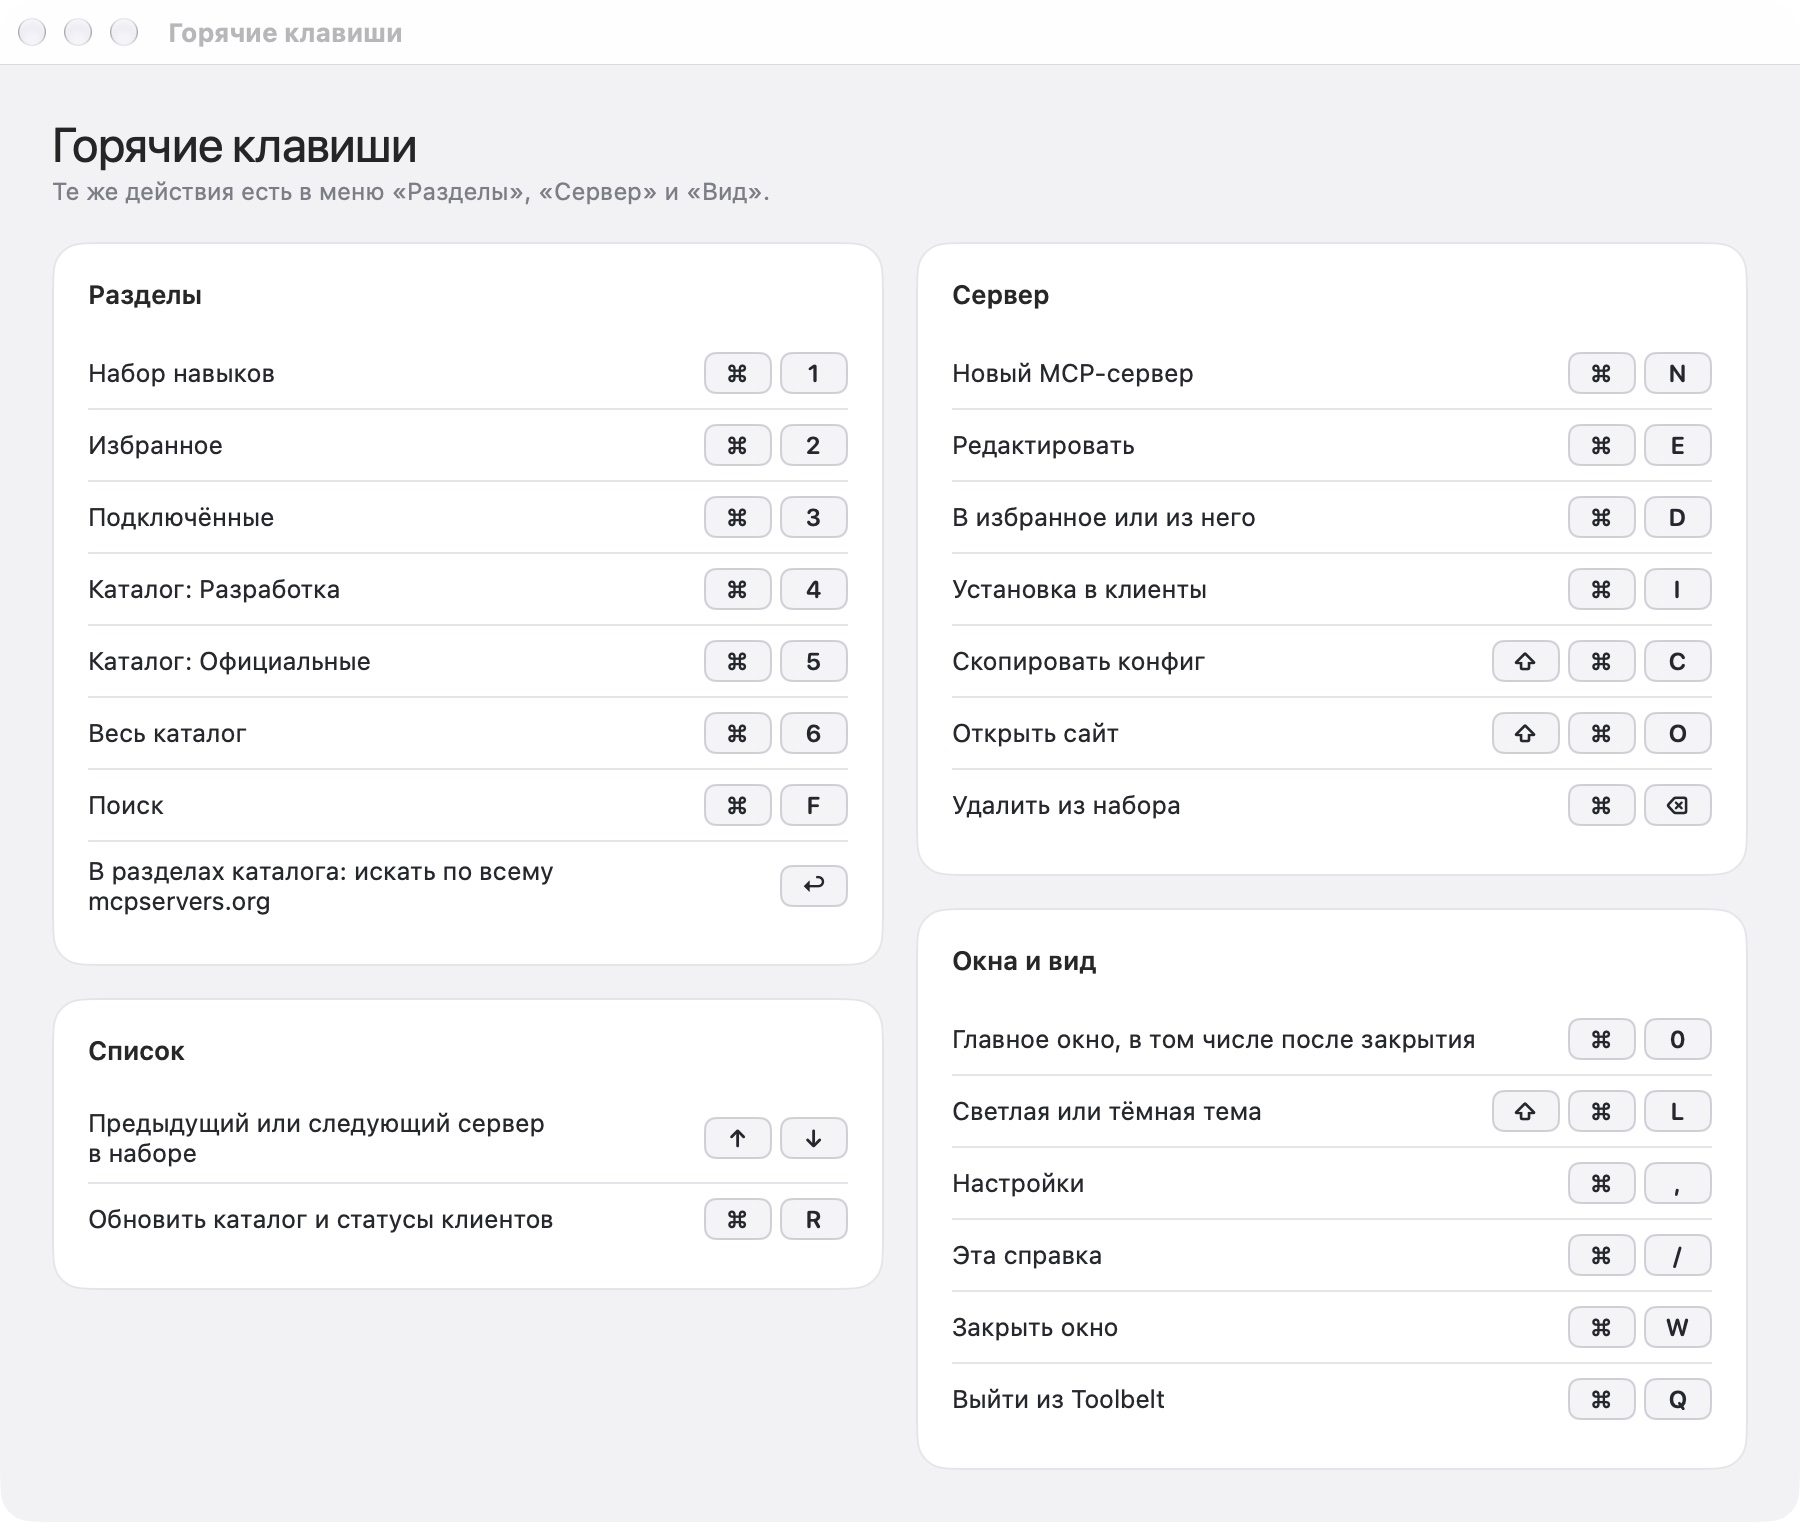 Горячие клавиши
Горячие клавиши
Те же действия есть в меню «Разделы», «Сервер» и «Вид».
Разделы
Набор навыков ⌘ 1
Избранное ⌘ 2
Подключённые ⌘ 3
Каталог: Разработка ⌘ 4
Каталог: Официальные ⌘ 5
Весь каталог ⌘ 6
Поиск ⌘ F
В разделах каталога: искать по всему
mcpservers.org ↩
Список
Предыдущий или следующий сервер
в наборе ↑ ↓
Обновить каталог и статусы клиентов ⌘ R
Сервер
Новый MCP-сервер ⌘ N
Редактировать ⌘ E
В избранное или из него ⌘ D
Установка в клиенты ⌘ I
Скопировать конфиг ⇧ ⌘ C
Открыть сайт ⇧ ⌘ O
Удалить из набора ⌘ ⌫
Окна и вид
Главное окно, в том числе после закрытия ⌘ 0
Светлая или тёмная тема ⇧ ⌘ L
Настройки ⌘ ,
Эта справка ⌘ /
Закрыть окно ⌘ W
Выйти из Toolbelt ⌘ Q